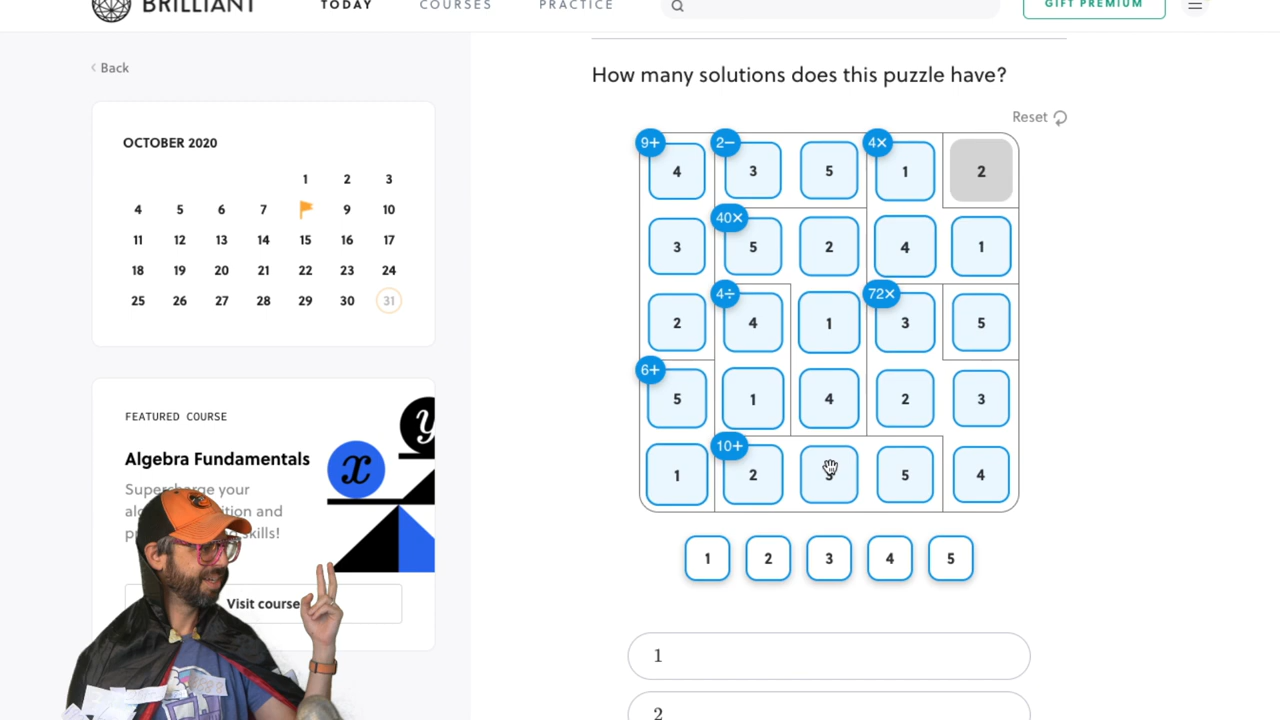 BRILLIANT
TODAY
COURSES
PRACTICE
GIFT PREMIUM
Back
How many solutions does this puzzle have?
Reset
OCTOBER 2020
1 2 3
4 5 6 7 9 10
11 12 13 14 15 16 17
18 19 20 21 22 23 24
25 26 27 28 29 30 31
9+ 2− 4×
4 3 5 1 2
40×
3 5 2 4 1
4÷ 72×
2 4 1 3 5
6+
5 1 4 2 3
10+
1 2 3 5 4
1 2 3 4 5
1
2
FEATURED COURSE
x
y
Algebra Fundamentals
Supercharge your
and
skills!
Visit course